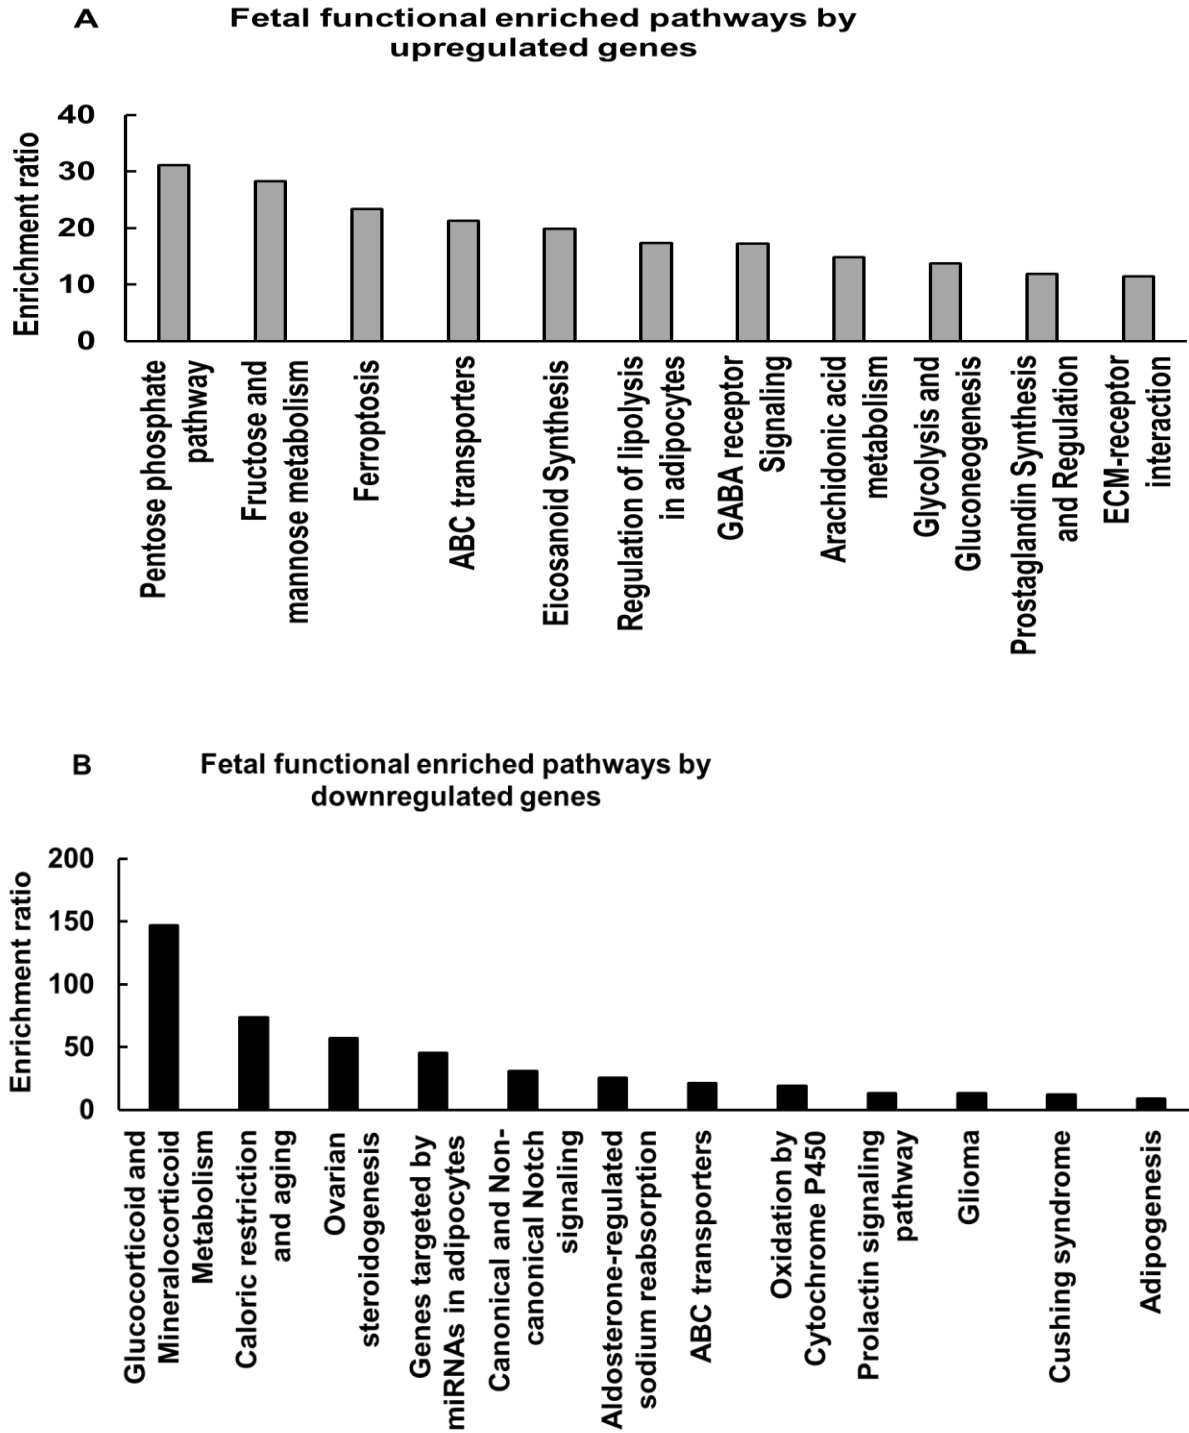 A
Fetal functional enriched pathways by
upregulated genes
Enrichment ratio
40
30
20
10
0
Pentose phosphate
pathway
Fructose and
mannose metabolism
Ferroptosis
ABC transporters
Eicosanoid Synthesis
Regulation of lipolysis
in adipocytes
GABA receptor
Signaling
Arachidonic acid
metabolism
Glycolysis and
Gluconeogenesis
Prostaglandin Synthesis
and Regulation
ECM-receptor
interaction
B
Fetal functional enriched pathways by
downregulated genes
Enrichment ratio
200
150
100
50
0
Glucocorticoid and
Mineralocorticoid
Metabolism
Caloric restriction
and aging
Ovarian
steroidogenesis
Genes targeted by
miRNAs in adipocytes
Canonical and Non-
canonical Notch
signaling
Aldosterone-regulated
sodium reabsorption
ABC transporters
Oxidation by
Cytochrome P450
Prolactin signaling
pathway
Glioma
Cushing syndrome
Adipogenesis